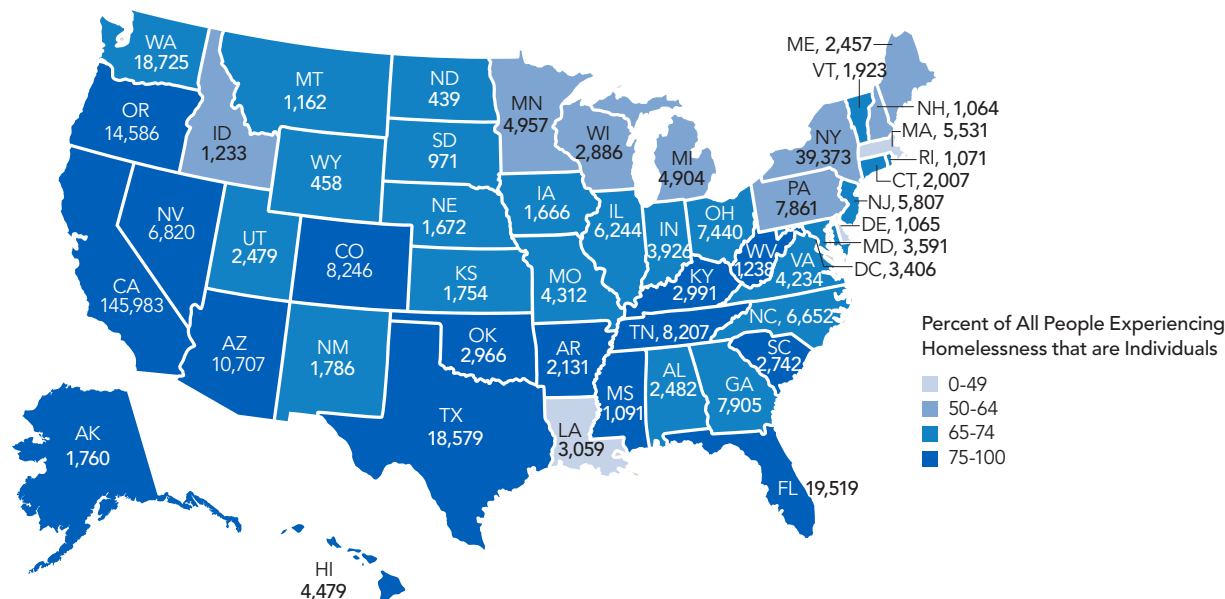 WA
18,725
MT
1,162
ND
439
MN
4,957
ME, 2,457
VT, 1,923
OR
14,586
ID
1,233
WY
458
SD
971
WI
2,886
MI
4,904
NY
39,373
NH, 1,064
MA, 5,531
RI, 1,071
CT, 2,007
NJ, 5,807
DE, 1,065
MD, 3,591
DC, 3,406
NV
6,820
UT
2,479
CO
8,246
NE
1,672
IA
1,666
IL
6,244
IN
3,926
OH
7,440
PA
7,861
WV
1,238
VA
4,234
CA
145,983
KS
1,754
MO
4,312
KY
2,991
NC, 6,652
TN, 8,207
AZ
10,707
NM
1,786
OK
2,966
AR
2,131
SC
2,742
MS
1,091
AL
2,482
GA
7,905
TX
18,579
LA
3,059
FL 19,519
AK
1,760
HI
4,479
Percent of All People Experiencing
Homelessness that are Individuals
0-49
50-64
65-74
75-100